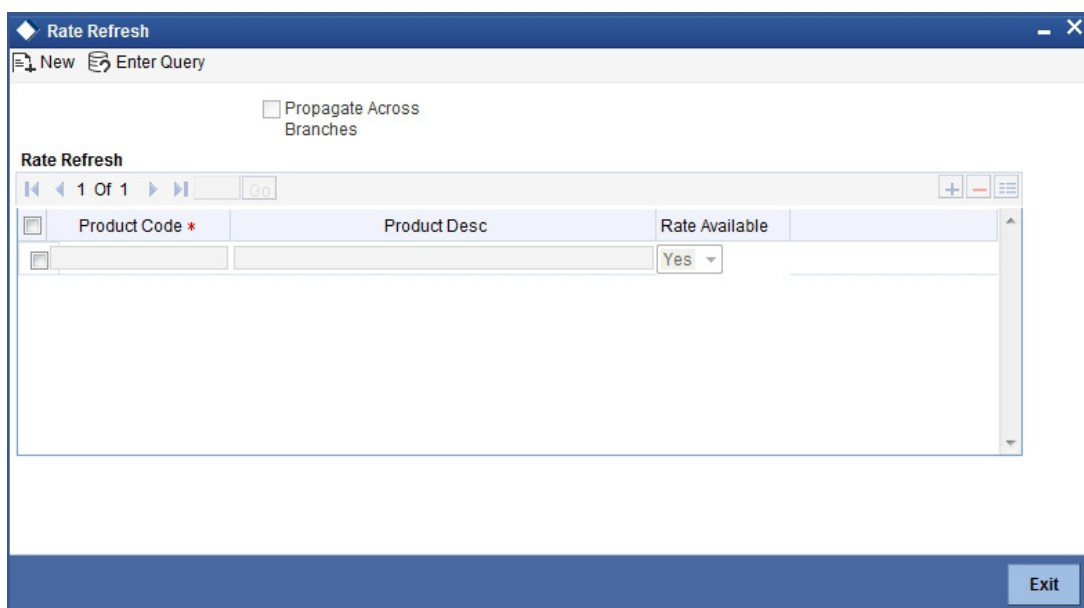 Rate Refresh
New Enter Query
Propagate Across
Branches
Rate Refresh
1 Of 1 Go
Product Code * Product Desc Rate Available
Yes
Exit